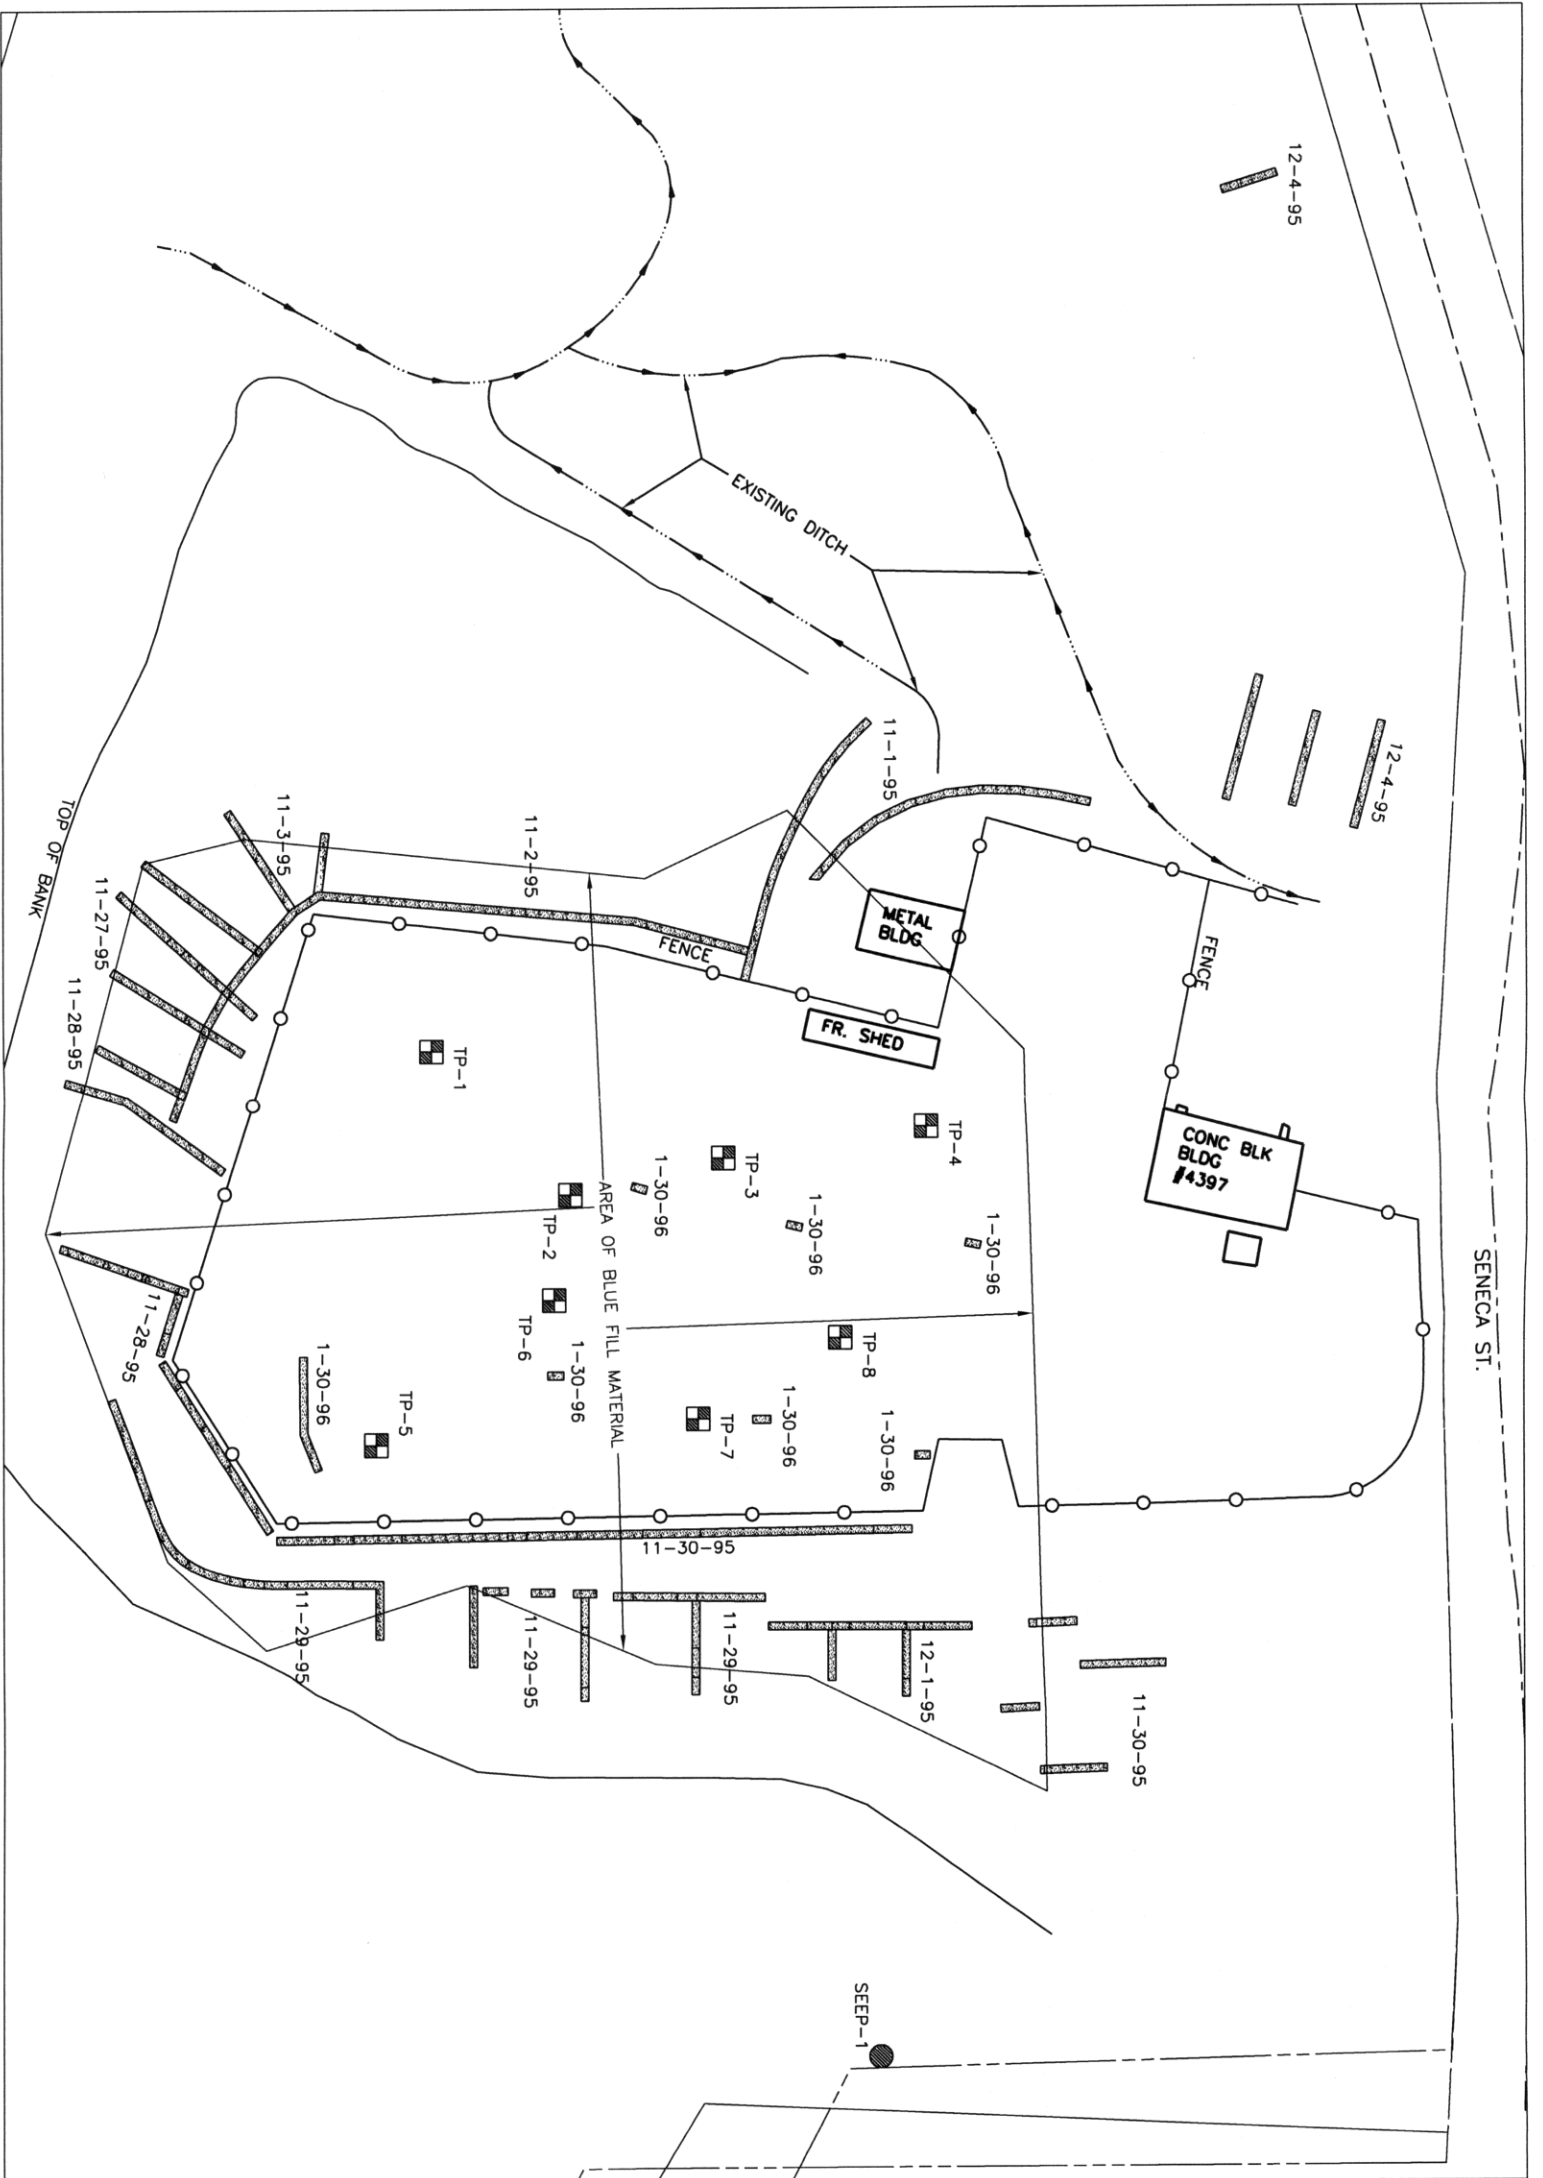 SENECA ST.
12-4-95
12-4-95
EXISTING DITCH
11-1-95
METAL
BLDG
FENCE
FR. SHED
CONC BLK
BLDG
#4397
11-2-95
FENCE
11-3-95
TOP OF BANK
11-27-95
11-28-95
TP-1
TP-4
TP-3
1-30-96
1-30-96
1-30-96
TP-2
AREA OF BLUE FILL MATERIAL
TP-6
1-30-96
TP-8
11-28-95
1-30-96
TP-5
TP-7
1-30-96
1-30-96
11-30-95
11-29-95
11-29-95
11-29-95
12-1-95
11-30-95
SEEP-1